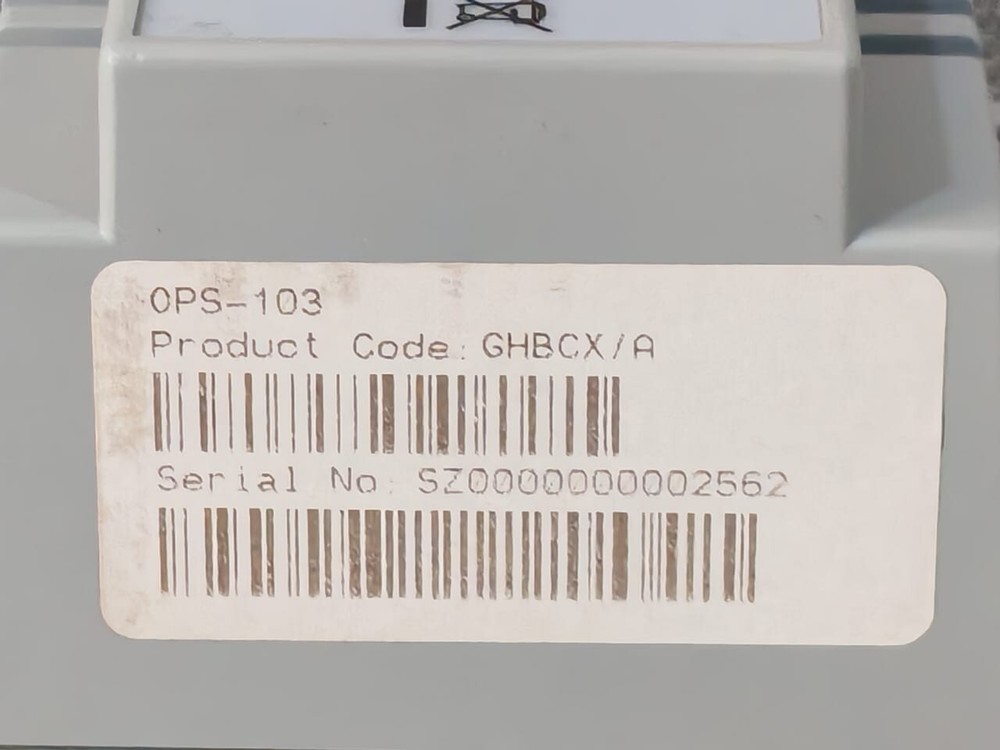 OPS-103
Product Code: GHBCX/A
Serial No: SZ0000000002562